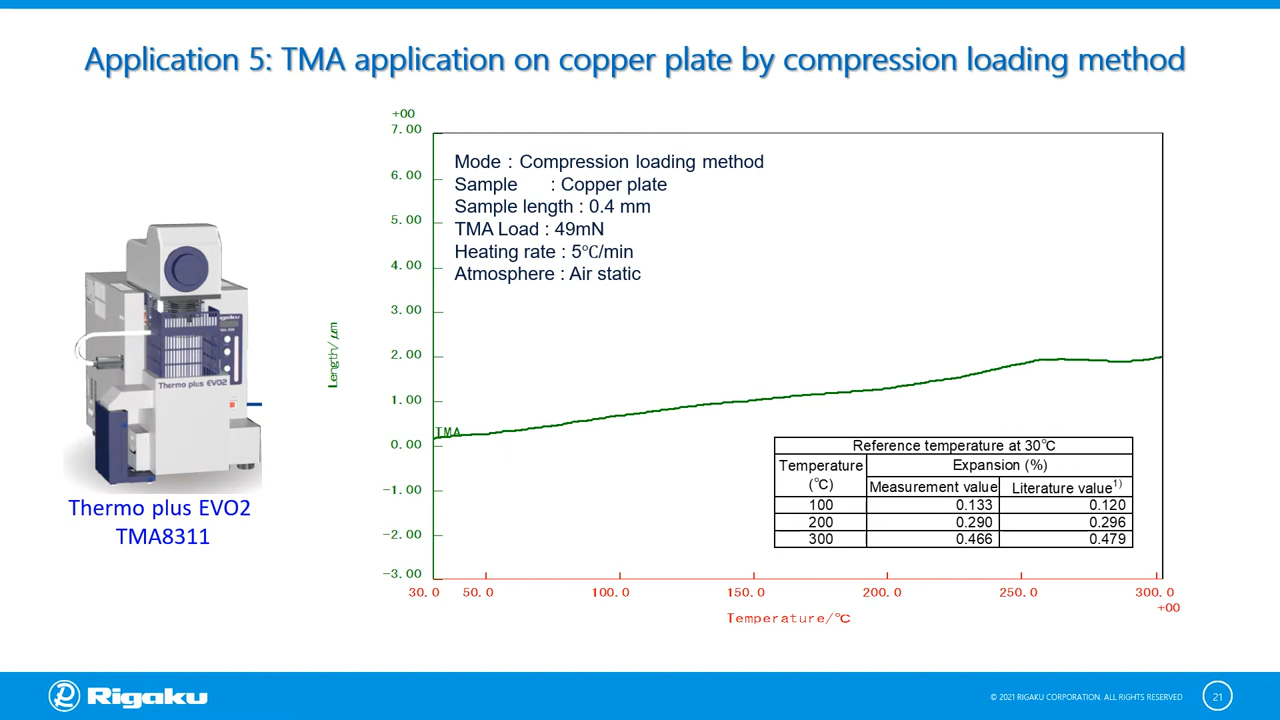 Application 5: TMA application on copper plate by compression loading method
+00
7.00
6.00
5.00
4.00
3.00
2.00
1.00
0.00
-1.00
-2.00
-3.00
Length/μm
Mode : Compression loading method
Sample : Copper plate
Sample length : 0.4 mm
TMA Load : 49mN
Heating rate : 5℃/min
Atmosphere : Air static
TMA
Reference temperature at 30℃
Temperature (℃) Expansion (%)
Measurement value Literature value1)
100 0.133 0.120
200 0.290 0.296
300 0.466 0.479
30.0 50.0 100.0 150.0 200.0 250.0 300.0
+00
Temperature/℃
Rigaku
Thermo plus EVO2
Thermo plus EVO2
TMA8311
Rigaku
© 2021 RIGAKU CORPORATION. ALL RIGHTS RESERVED
21